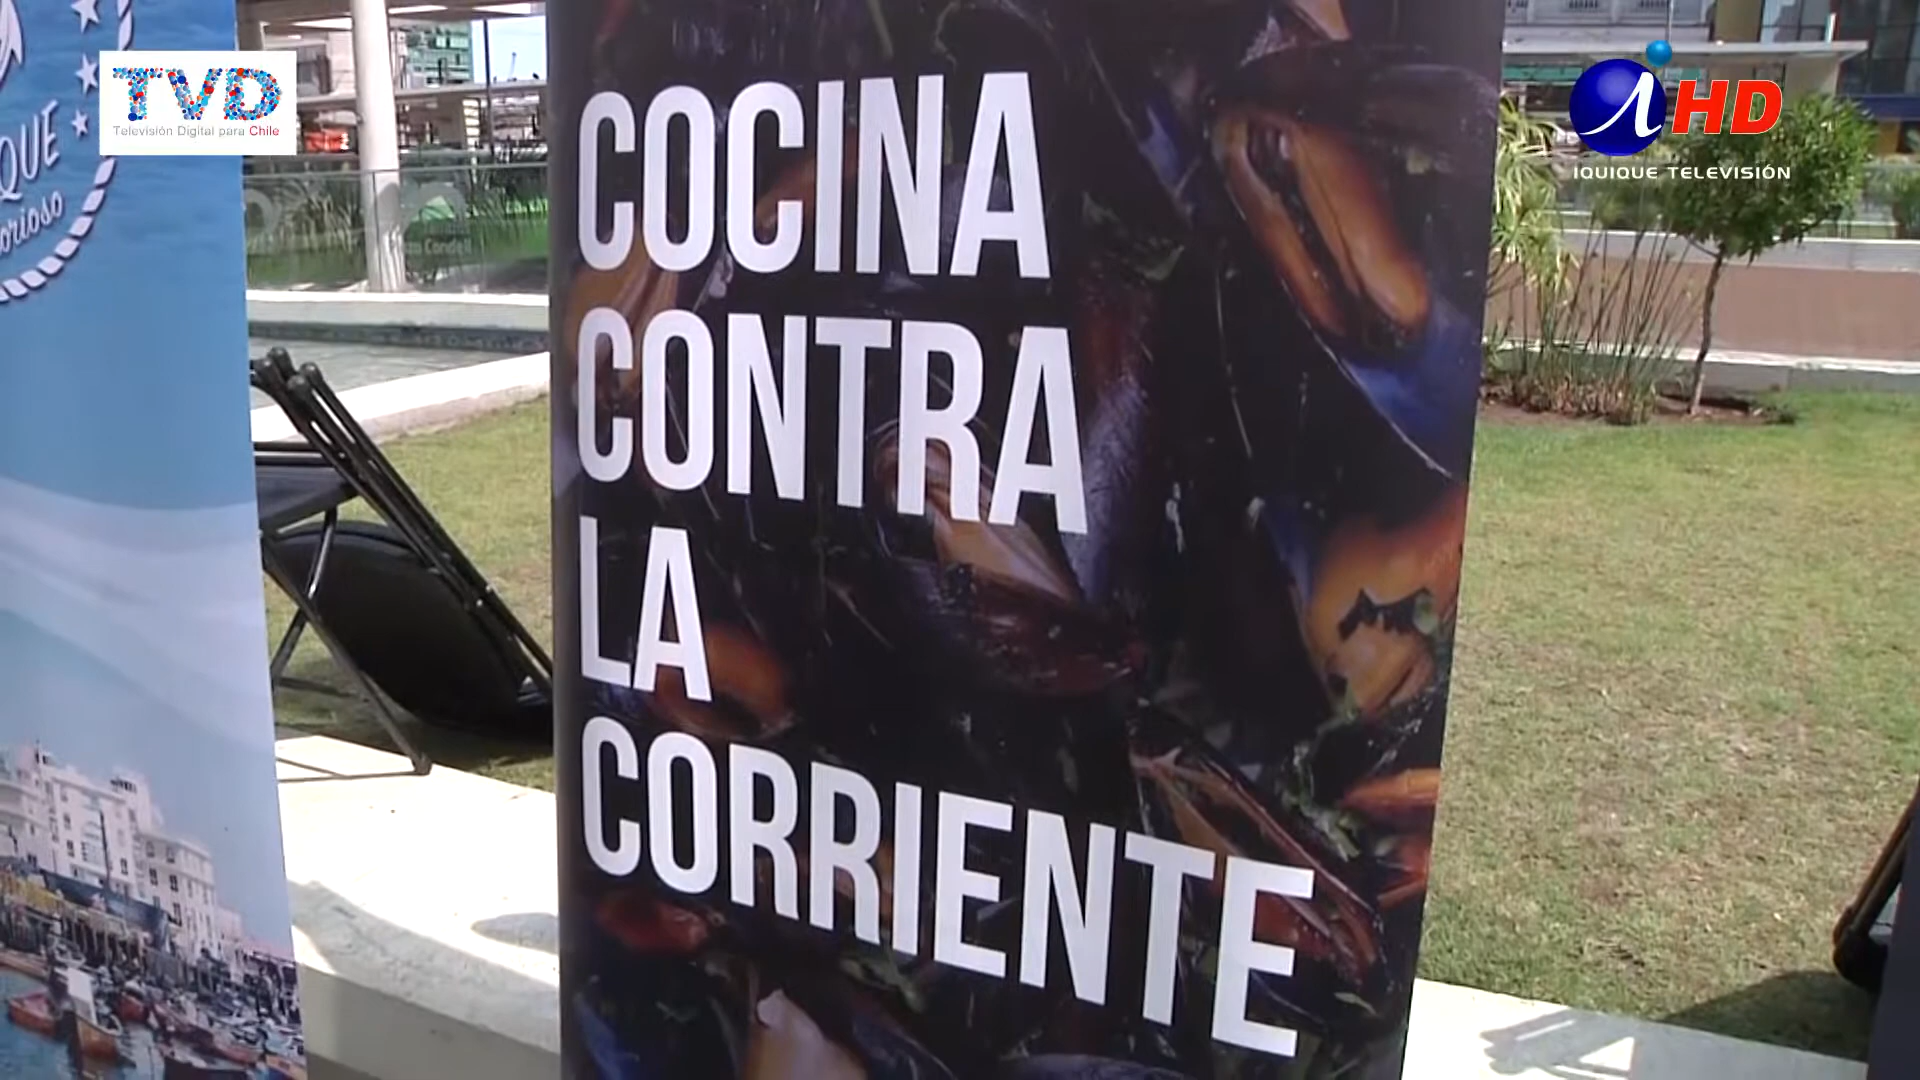 TVD
Televisión Digital para Chile
HD
IQUIQUE TELEVISIÓN
COCINA
CONTRA
LA
CORRIENTE